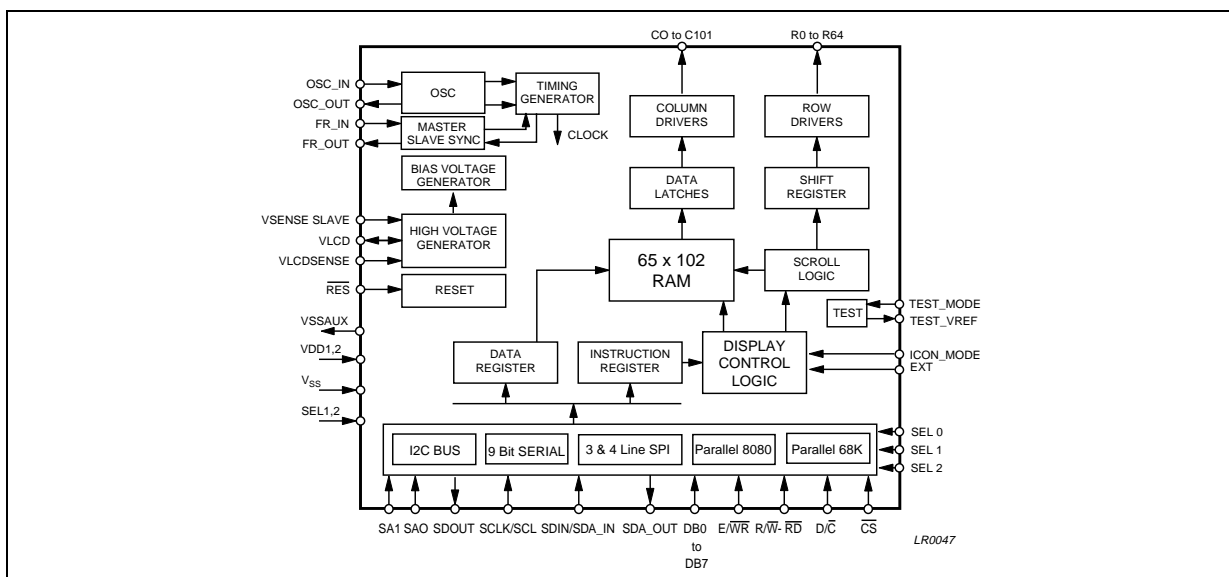 CO to C101
R0 to R64
OSC_IN
OSC_OUT
FR_IN
FR_OUT
OSC
TIMING
GENERATOR
MASTER
SLAVE SYNC
CLOCK
COLUMN
DRIVERS
ROW
DRIVERS
BIAS VOLTAGE
GENERATOR
DATA
LATCHES
SHIFT
REGISTER
VSENSE SLAVE
VLCD
VLCDSENSE
HIGH VOLTAGE
GENERATOR
65 x 102
RAM
SCROLL
LOGIC
RES
RESET
TEST
TEST_MODE
TEST_VREF
VSSAUX
VDD1,2
VSS
SEL1,2
DATA
REGISTER
INSTRUCTION
REGISTER
DISPLAY
CONTROL
LOGIC
ICON_MODE
EXT
I2C BUS
9 Bit SERIAL
3 & 4 Line SPI
Parallel 8080
Parallel 68K
SEL 0
SEL 1
SEL 2
SA1 SAO SDOUT SCLK/SCL SDIN/SDA_IN SDA_OUT DB0 E/WR R/W- RD D/C CS
to
DB7
LR0047